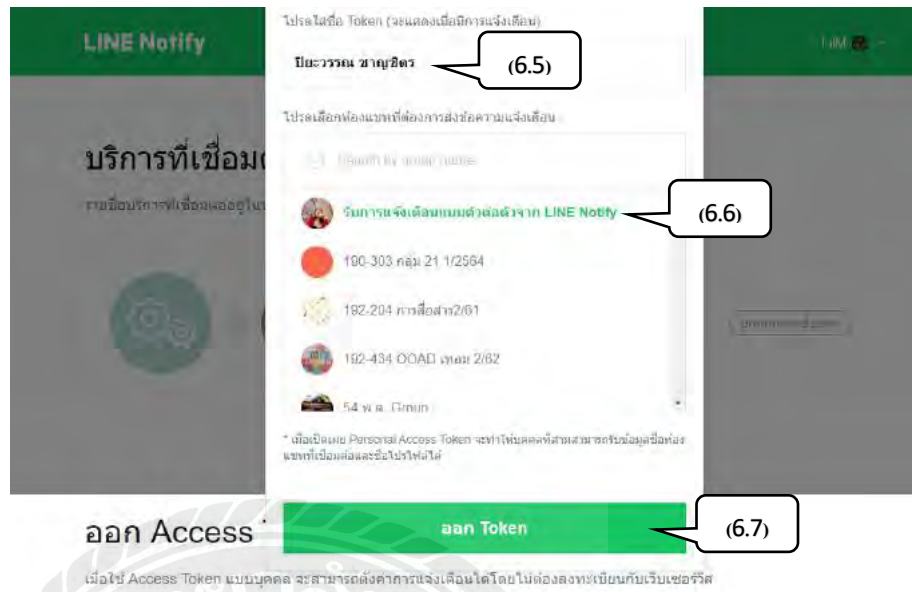 โปรดใส่ชื่อ Token (จะแสดงเมื่อมีการแจ้งเตือน)
LINE Notify
ปิยะวรรณ ชาญชิตร
(6.5)
โปรดเลือกห้องแชทที่ต้องการส่งข้อความแจ้งเตือน
บริการที่เชื่อมต
Search by group name
รับการแจ้งเตือนแบบตัวต่อตัวจาก LINE Notify
(6.6)
190-303 กลุ่ม 21 1/2564
192-204 การสื่อสาร2/61
192-434 OOAD เทอม 2/62
54 พ.ต. Group
* เมื่อเปิดเผย Personal Access Token จะทำให้บุคคลที่สามสามารถรับข้อมูลชื่อห้อง
แชทที่เชื่อมต่อและชื่อโปรไฟล์ได้
ออก Access
ออก Token
(6.7)
เมื่อใช้ Access Token แบบบุคคล จะสามารถตั้งค่าการแจ้งเตือนได้โดยไม่ต้องลงทะเบียนกับเว็บเซอร์วิส